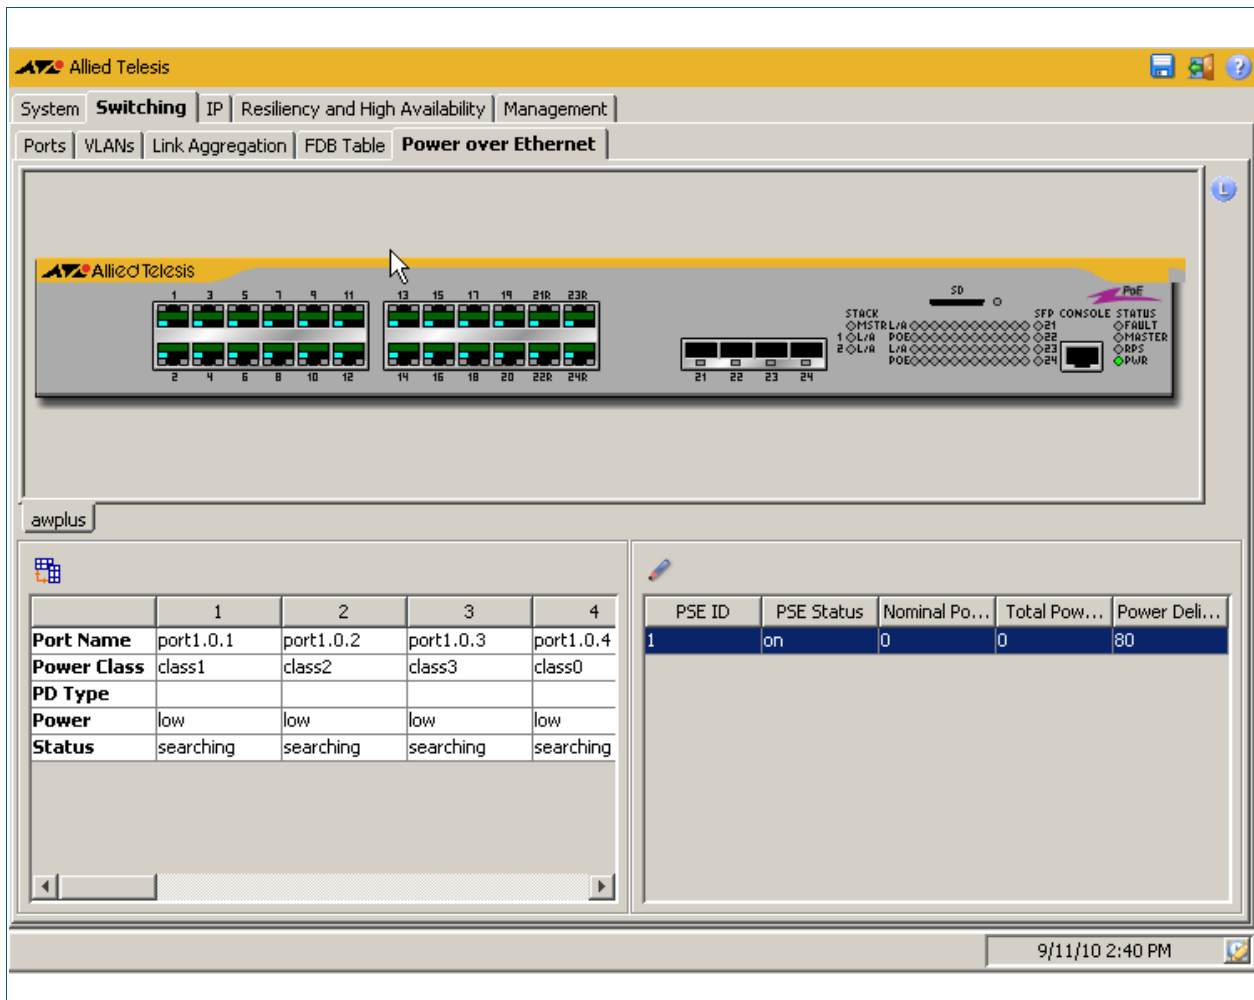 Allied Telesis
System Switching IP Resiliency and High Availability Management
Ports VLANs Link Aggregation FDB Table Power over Ethernet
L
Allied Telesis
1 3 5 7 9 11 13 15 17 19 21R 23R
2 4 6 8 10 12 14 16 18 20 22R 24R
21 22 23 24
SD
PoE
STACK SFP CONSOLE STATUS
MSTR L/A 21 FAULT
1 L/A POE 22 MASTER
2 L/A L/A 23 RPS
POE 24 PWR
awplus
1 2 3 4
Port Name port1.0.1 port1.0.2 port1.0.3 port1.0.4
Power Class class1 class2 class3 class0
PD Type
Power low low low low
Status searching searching searching searching
PSE ID PSE Status Nominal Po... Total Pow... Power Deli...
1 on 0 0 80
9/11/10 2:40 PM